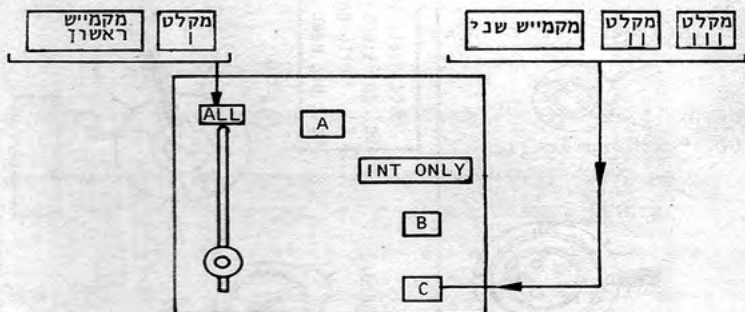 מקלט
III
מקלט
II
מקמייש שני
מקלט
I
מקמייש
ראשון
ALL
A
INT ONLY
B
C